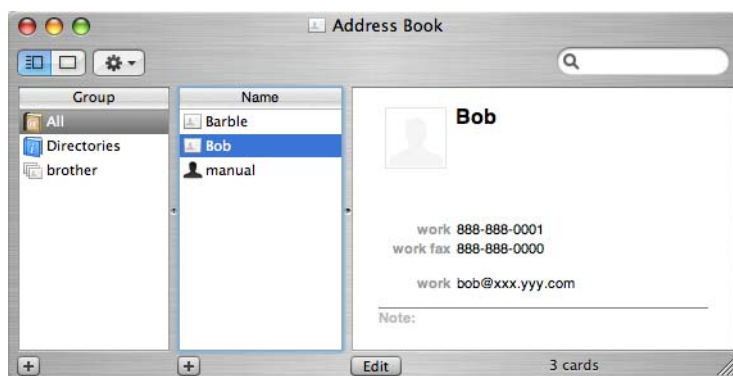 Address Book
Group
All
Directories
brother
Name
Barble
Bob
manual
Bob
work 888-888-0001
work fax 888-888-0000
work bob@xxx.yyy.com
Note:
Edit
3 cards